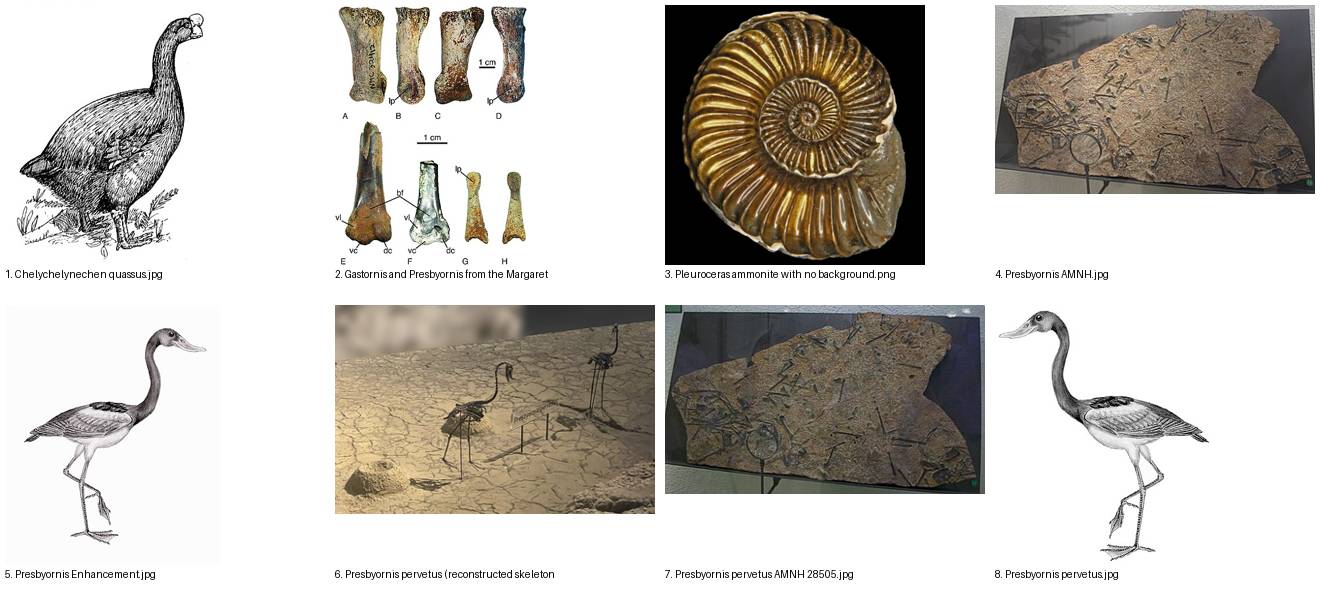 A
B
C
D
lp
lp
1 cm
1 cm
bf
lp
vl
vl
vc
dc
vc
dc
E
F
G
H
1. Chelychelynechen quassus.jpg
2. Gastornis and Presbyornis from the Margaret
3. Pleuroceras ammonite with no background.png
4. Presbyornis AMNH.jpg
5. Presbyornis Enhancement.jpg
6. Presbyornis pervetus (reconstructed skeleton
7. Presbyornis pervetus AMNH 28505.jpg
8. Presbyornis pervetus.jpg